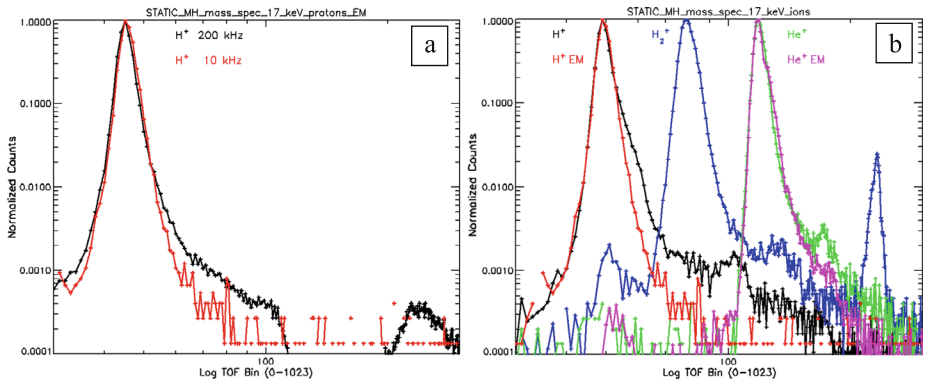 STATIC_MH_mass_spec_17_keV_protons_EM
H⁺ 200 kHz
H⁺ 10 kHz
a
1.0000
0.1000
0.0100
0.0010
0.0001
Normalized Counts
100
Log TOF Bin (0-1023)
STATIC_MH_mass_spec_17_keV_ions
H⁺
H₂⁺
He⁺
H⁺ EM
He⁺ EM
b
1.0000
0.1000
0.0100
0.0010
0.0001
Normalized Counts
100
Log TOF Bin (0-1023)